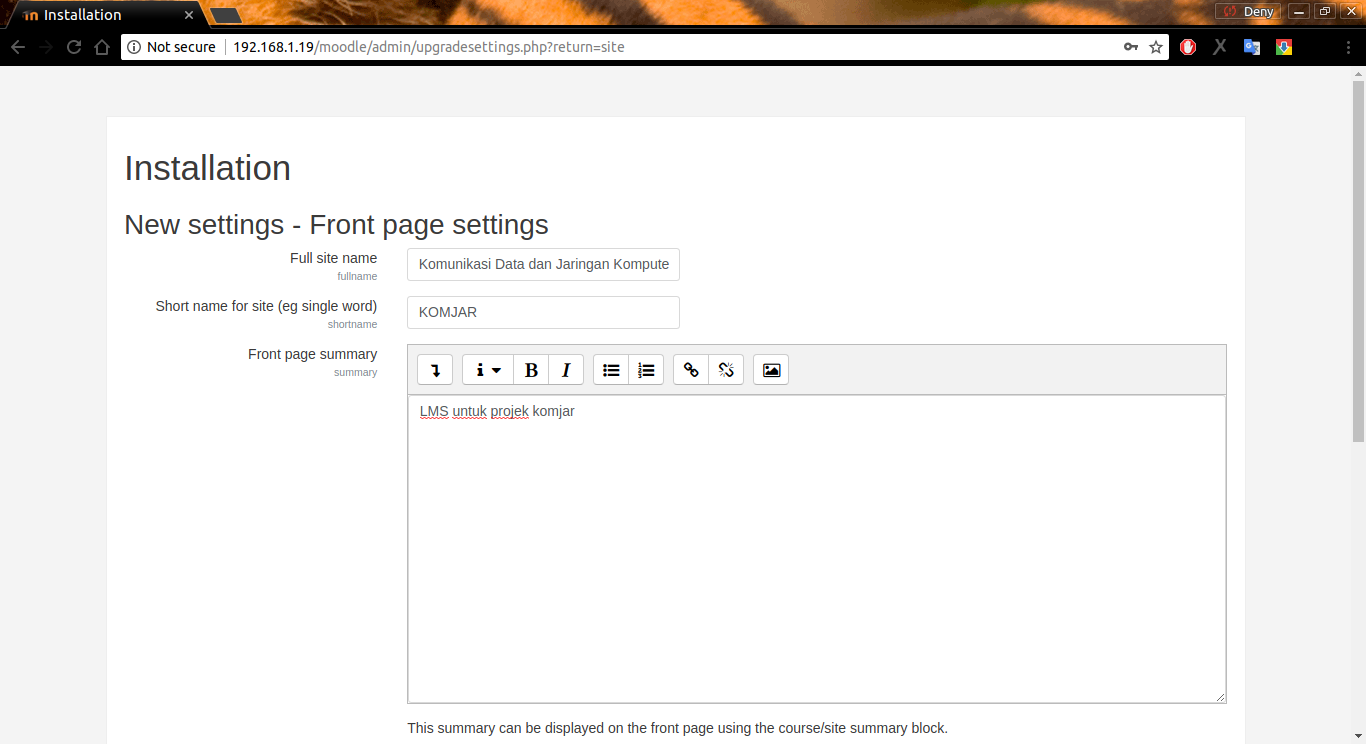 Installation
Deny
Not secure 192.168.1.19/moodle/admin/upgradesettings.php?return=site
Installation
New settings - Front page settings
Full site name
fullname
Komunikasi Data dan Jaringan Kompute
Short name for site (eg single word)
shortname
KOMJAR
Front page summary
summary
B I
LMS untuk projek komjar
This summary can be displayed on the front page using the course/site summary block.